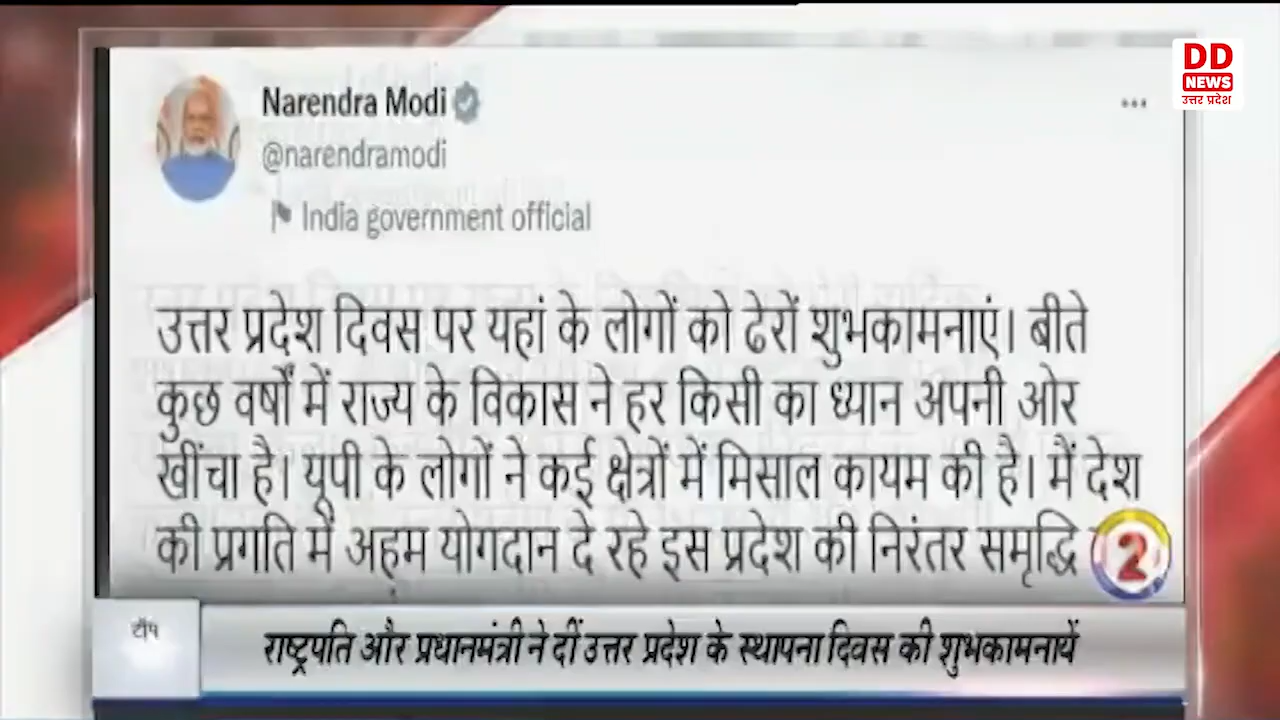 DD
NEWS
उत्तर प्रदेश
Narendra Modi
@narendramodi
India government official
उत्तर प्रदेश दिवस पर यहां के लोगों को ढेरों शुभकामनाएं। बीते
कुछ वर्षों में राज्य के विकास ने हर किसी का ध्यान अपनी ओर
खींचा है। यूपी के लोगों ने कई क्षेत्रों में मिसाल कायम की है। मैं देश
की प्रगति में अहम योगदान दे रहे इस प्रदेश की निरंतर समृद्धि
2
टॉप
राष्ट्रपति और प्रधानमंत्री ने दीं उत्तर प्रदेश के स्थापना दिवस की शुभकामनायें